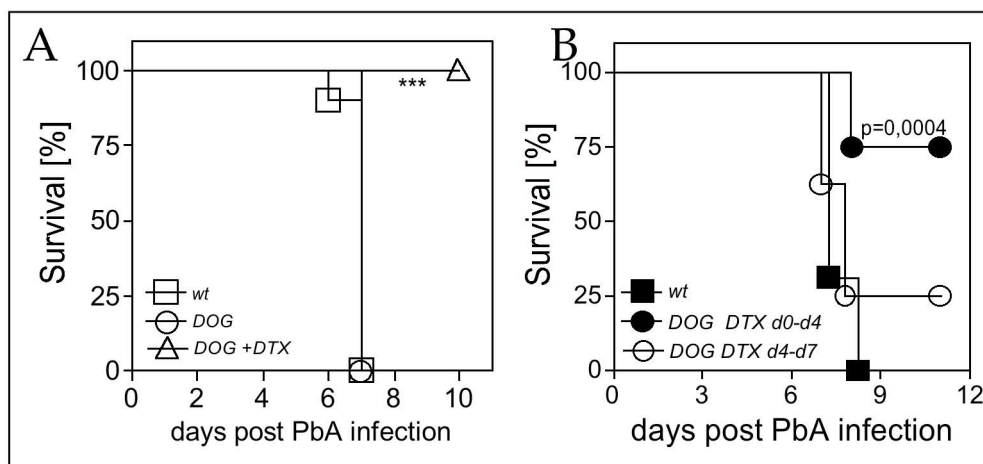 A
Survival [%]
100
75
50
25
0
***
wt
DOG
DOG +DTX
0 2 4 6 8 10
days post PbA infection
B
Survival [%]
100
75
50
25
0
p=0,0004
wt
DOG DTX d0-d4
DOG DTX d4-d7
0 3 6 9 12
days post PbA infection